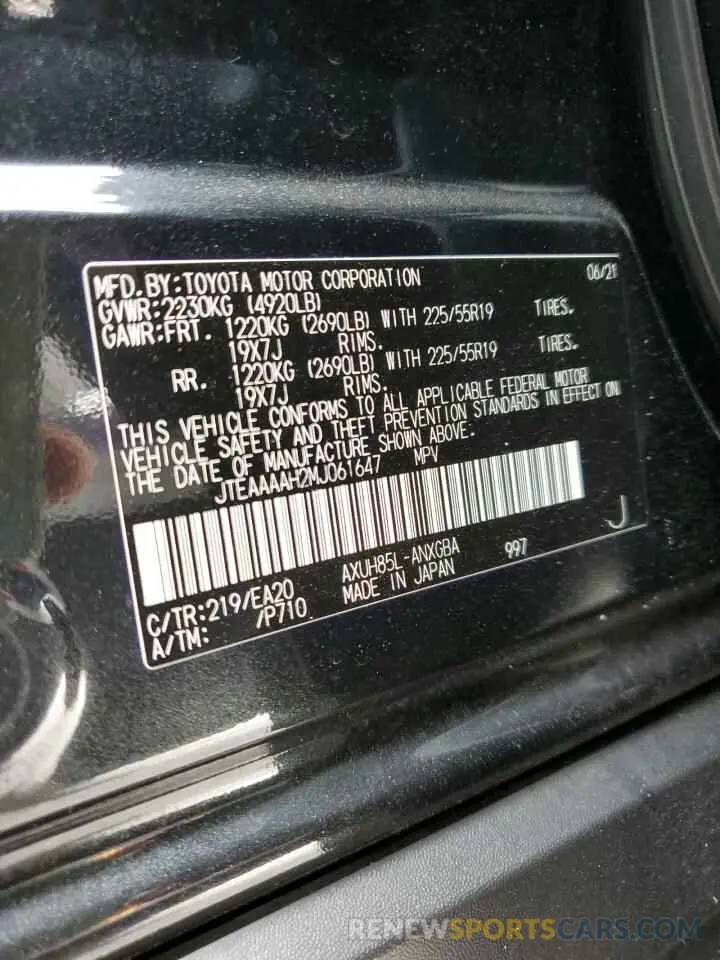 MFD. BY:TOYOTA MOTOR CORPORATION 06/21
GVWR:2230KG (4920LB)
GAWR:FRT. 1220KG (2690LB) WITH 225/55R19 TIRES.
19X7J RIMS.
RR. 1220KG (2690LB) WITH 225/55R19 TIRES.
19X7J RIMS.
THIS VEHICLE CONFORMS TO ALL APPLICABLE FEDERAL MOTOR
VEHICLE SAFETY AND THEFT PREVENTION STANDARDS IN EFFECT ON
THE DATE OF MANUFACTURE SHOWN ABOVE.
JTEAAAAH2MJ061647 MPV
J
C/TR:219/EA20 AXUH85L-ANXGBA 997
A/TM: /P710 MADE IN JAPAN
RENEWSPORTSCARS.COM